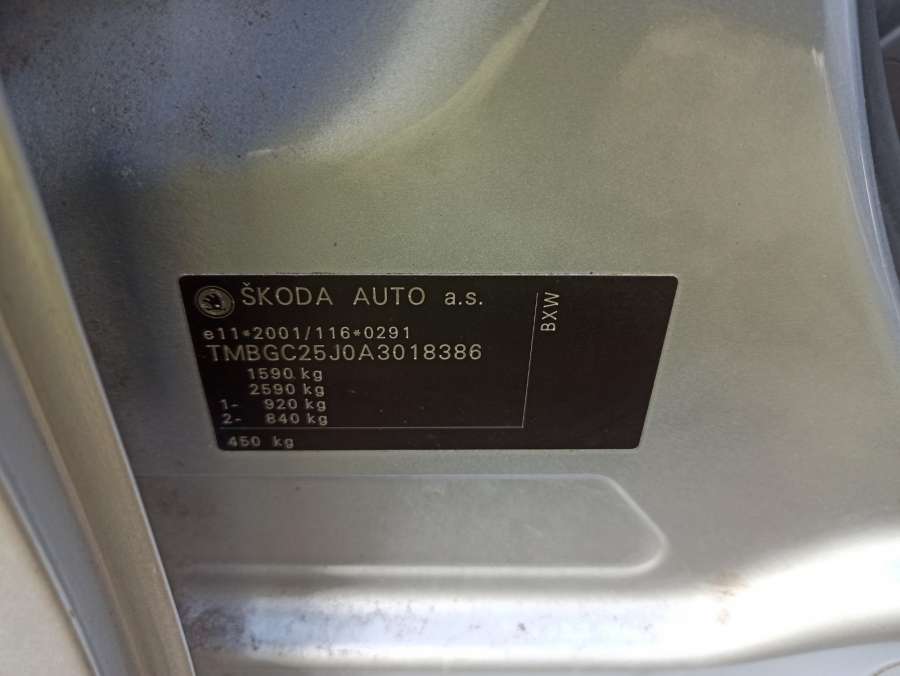 ŠKODA AUTO a.s.
e11*2001/116*0291
TMBGC25J0A3018386
1590 kg
2590 kg
1- 920 kg
2- 840 kg
450 kg
BXW